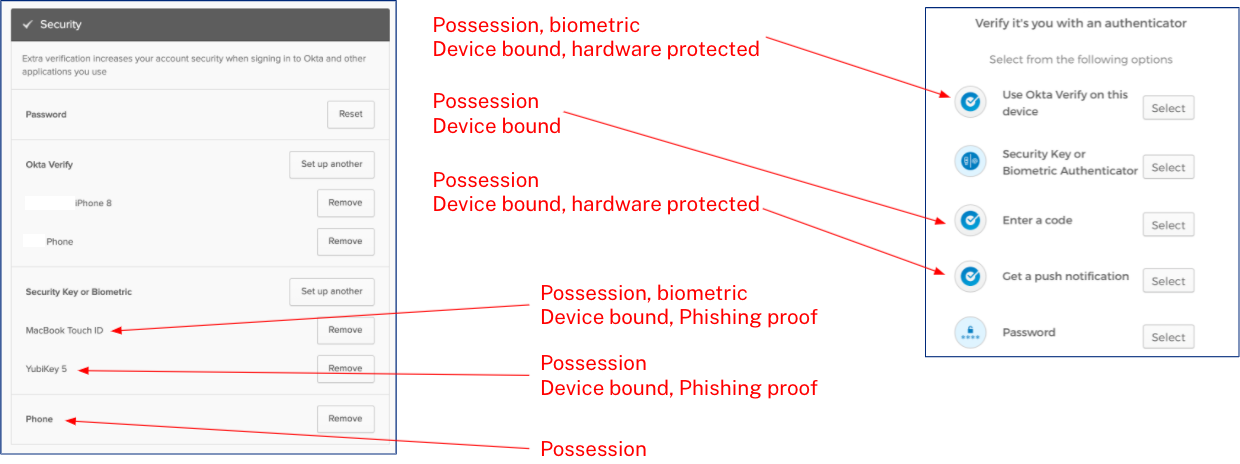 Security
Extra verification increases your account security when signing in to Okta and other
applications you use
Password
Reset
Okta Verify
Set up another
iPhone 8
Remove
Phone
Remove
Security Key or Biometric
Set up another
MacBook Touch ID
Remove
YubiKey 5
Remove
Phone
Remove
Possession, biometric
Device bound, hardware protected
Possession
Device bound
Possession
Device bound, hardware protected
Possession, biometric
Device bound, Phishing proof
Possession
Device bound, Phishing proof
Possession
Verify it's you with an authenticator
Select from the following options
Use Okta Verify on this
device
Select
Security Key or
Biometric Authenticator
Select
Enter a code
Select
Get a push notification
Select
Password
Select